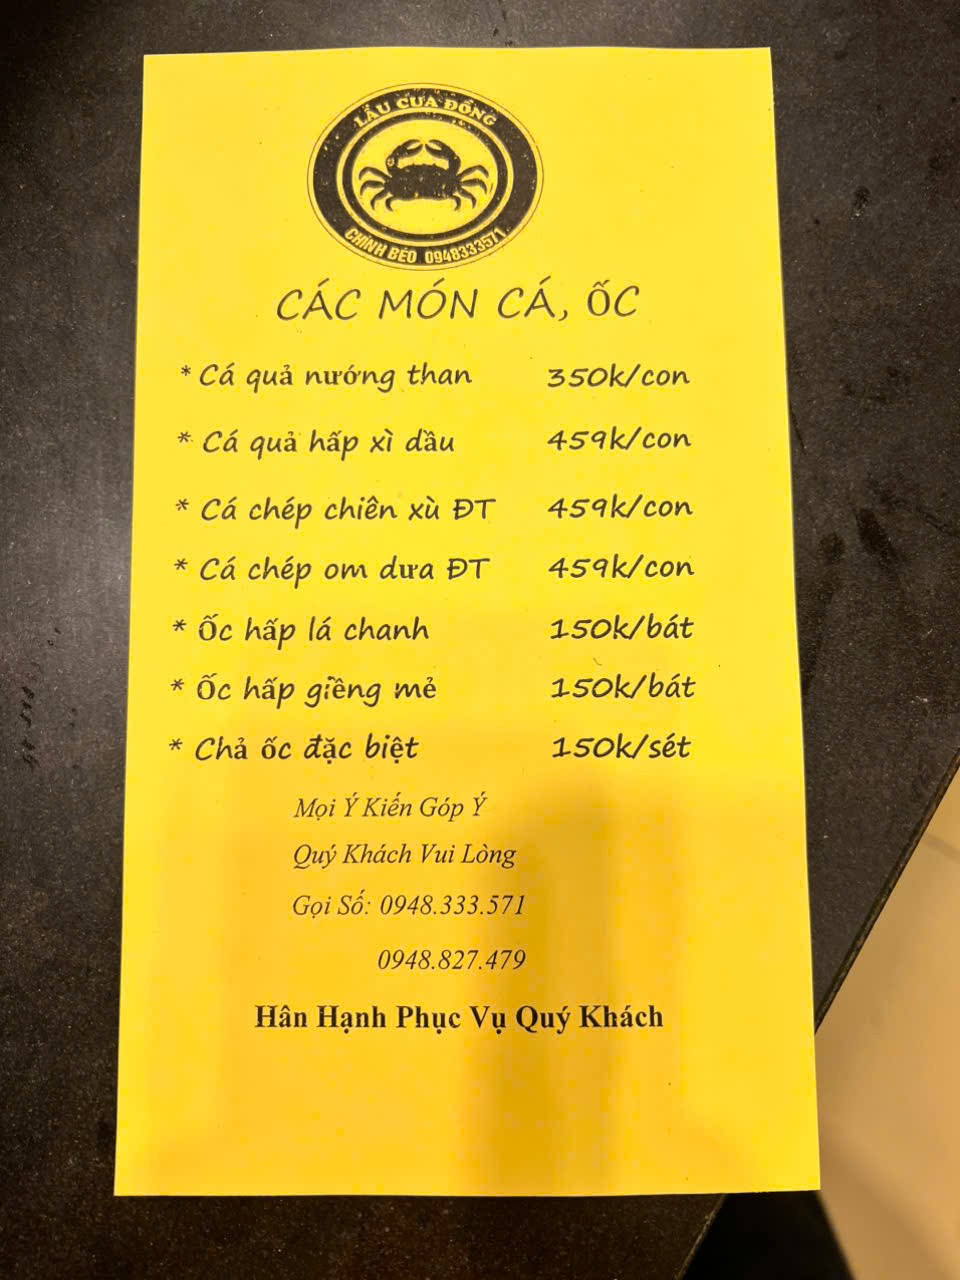 LẨU CUA ĐỒNG
CHÍNH BÉO 0948333571
CÁC MÓN CÁ, ỐC
* Cá quả nướng than 350k/con
* Cá quả hấp xì dầu 459k/con
* Cá chép chiên xù ĐT 459k/con
* Cá chép om dưa ĐT 459k/con
* Ốc hấp lá chanh 150k/bát
* Ốc hấp giềng mẻ 150k/bát
* Chả ốc đặc biệt 150k/sét
Mọi Ý Kiến Góp Ý
Quý Khách Vui Lòng
Gọi Số: 0948.333.571
0948.827.479
Hân Hạnh Phục Vụ Quý Khách